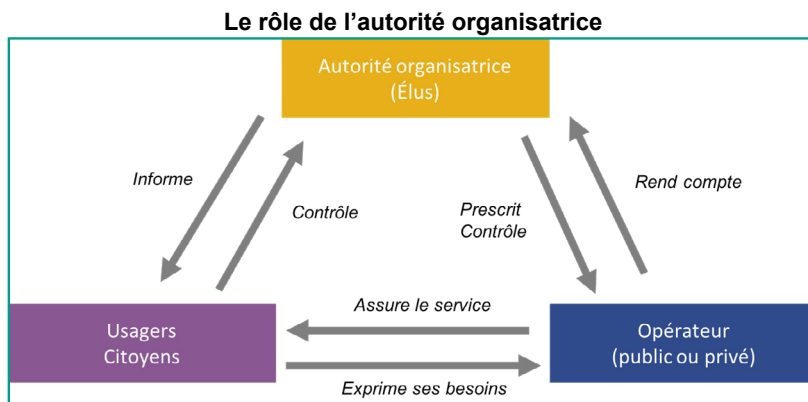 Le rôle de l’autorité organisatrice
Autorité organisatrice
(Élus)
Informe
Contrôle
Prescrit
Contrôle
Rend compte
Assure le service
Usagers
Citoyens
Opérateur
(public ou privé)
Exprime ses besoins